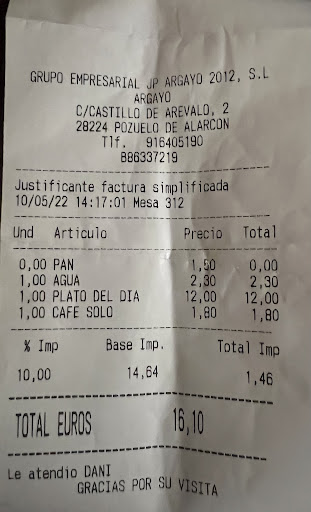 GRUPO EMPRESARIAL JP ARGAYO 2012, S.L
ARGAYO
C/CASTILLO DE AREVALO, 2
28224 POZUELO DE ALARCON
Tlf. 916405190
B86337219
Justificante factura simplificada
10/05/22 14:17:01 Mesa 312
Und Artículo Precio Total
0,00 PAN 1,50 0,00
1,00 AGUA 2,30 2,30
1,00 PLATO DEL DIA 12,00 12,00
1,00 CAFE SOLO 1,80 1,80
% Imp Base Imp. Total Imp
10,00 14,64 1,46
TOTAL EUROS 16,10
Le atendio DANI
GRACIAS POR SU VISITA